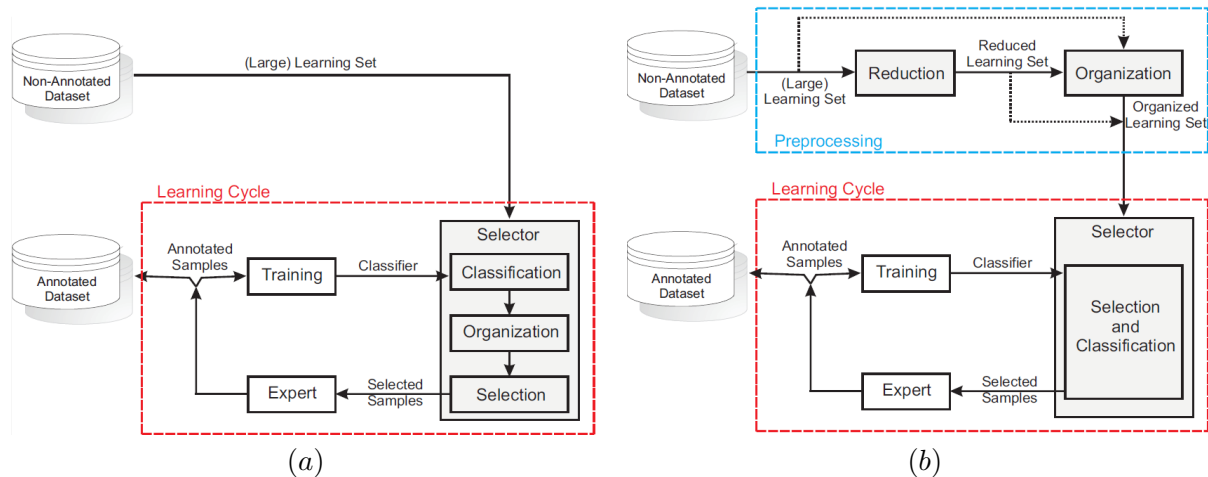 Non-Annotated
Dataset
(Large) Learning Set
Learning Cycle
Annotated
Dataset
Annotated
Samples
Training
Classifier
Selector
Classification
Organization
Selection
Expert
Selected
Samples
(a)
Non-Annotated
Dataset
(Large)
Learning Set
Reduction
Reduced
Learning Set
Organization
Organized
Learning Set
Preprocessing
Learning Cycle
Annotated
Dataset
Annotated
Samples
Training
Classifier
Selector
Selection
and
Classification
Expert
Selected
Samples
(b)